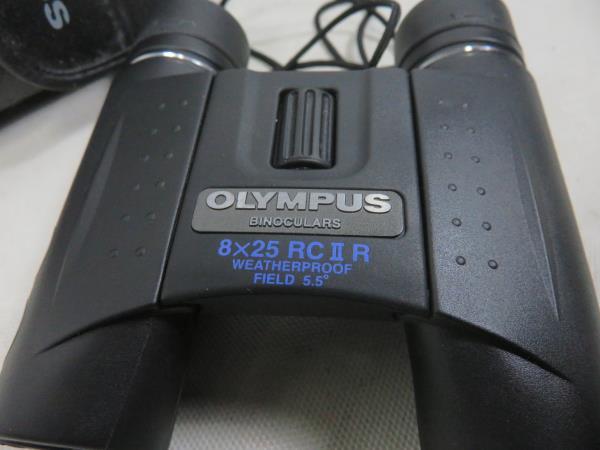 S
OLYMPUS
BINOCULARS
8×25 RC II R
WEATHERPROOF
FIELD 5.5°